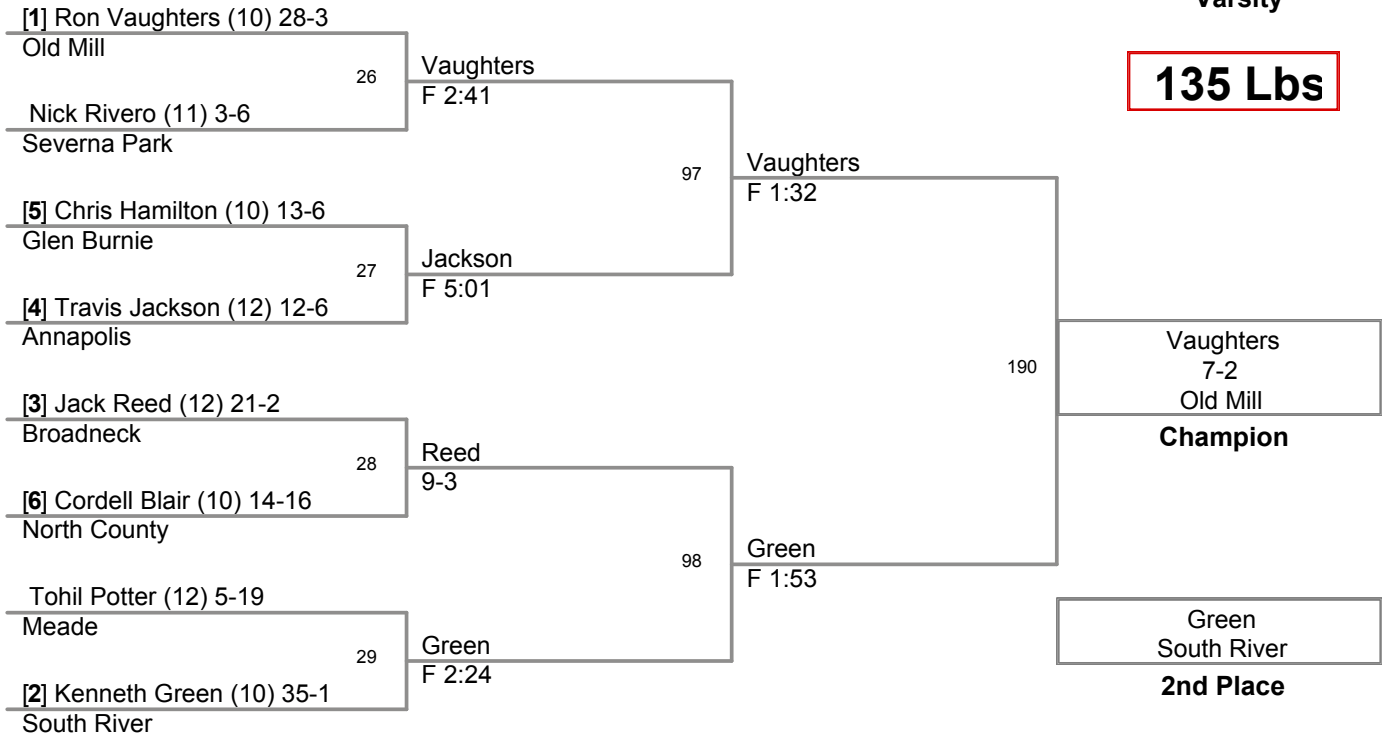 Varsity
135 Lbs
[1] Ron Vaughters (10) 28-3
Old Mill
26
Nick Rivero (11) 3-6
Severna Park
Vaughters
F 2:41
[5] Chris Hamilton (10) 13-6
Glen Burnie
27
[4] Travis Jackson (12) 12-6
Annapolis
Jackson
F 5:01
97
Vaughters
F 1:32
[3] Jack Reed (12) 21-2
Broadneck
28
[6] Cordell Blair (10) 14-16
North County
Reed
9-3
Tohil Potter (12) 5-19
Meade
29
[2] Kenneth Green (10) 35-1
South River
Green
F 2:24
98
Green
F 1:53
190
Vaughters
7-2
Old Mill
Champion
Green
South River
2nd Place